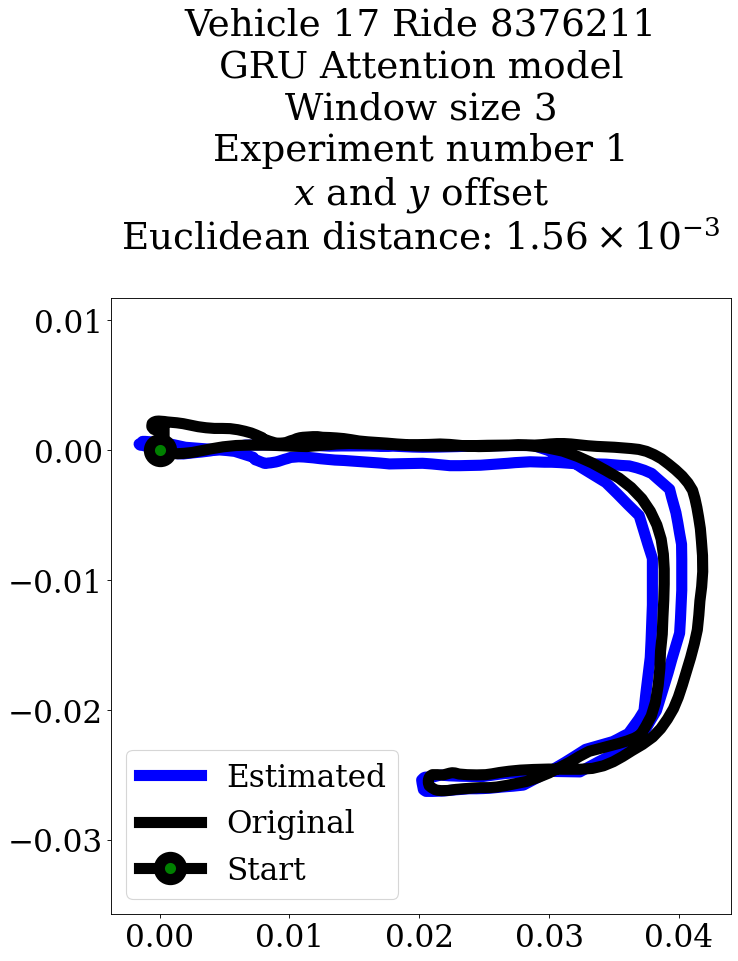 Vehicle 17 Ride 8376211
GRU Attention model
Window size 3
Experiment number 1
x and y offset
Euclidean distance: 1.56 × 10⁻³
0.01
0.00
−0.01
−0.02
−0.03
Estimated
Original
Start
0.00 0.01 0.02 0.03 0.04